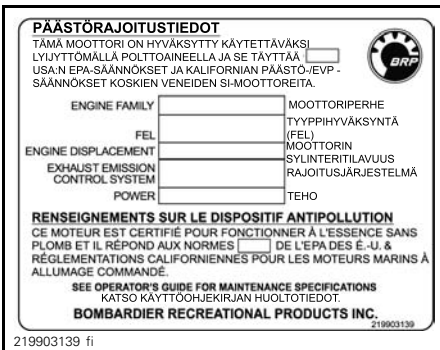 PÄÄSTÖRAJOITUSTIEDOT
TÄMÄ MOOTTORI ON HYVÄKSYTTY KÄYTETTÄVÄKSI
LYIJYTTÖMÄLLÄ POLTTOAINEELLA JA SE TÄYTTÄÄ
USA:N EPA-SÄÄNNÖKSET JA KALIFORNIAN PÄÄSTÖ-/EVP -
SÄÄNNÖKSET KOSKIEN VENEIDEN SI-MOOTTOREITA.
BRP
ENGINE FAMILY MOOTTORIPERHE
TYYPPIHYVÄKSYNTÄ
FEL (FEL)
ENGINE DISPLACEMENT MOOTTORIN
SYLINTERITILAVUUS
EXHAUST EMISSION RAJOITUSJÄRJESTELMÄ
CONTROL SYSTEM
POWER TEHO
RENSEIGNEMENTS SUR LE DISPOSITIF ANTIPOLLUTION
CE MOTEUR EST CERTIFIÉ POUR FONCTIONNER À L'ESSENCE SANS
PLOMB ET IL RÉPOND AUX NORMES DE L'EPA DES É.-U. &
RÉGLEMENTATIONS CALIFORNIENNES POUR LES MOTEURS MARINS À
ALLUMAGE COMMANDÉ.
SEE OPERATOR'S GUIDE FOR MAINTENANCE SPECIFICATIONS
KATSO KÄYTTÖOHJEKIRJAN HUOLTOTIEDOT.
BOMBARDIER RECREATIONAL PRODUCTS INC.
219903139
219903139 fi